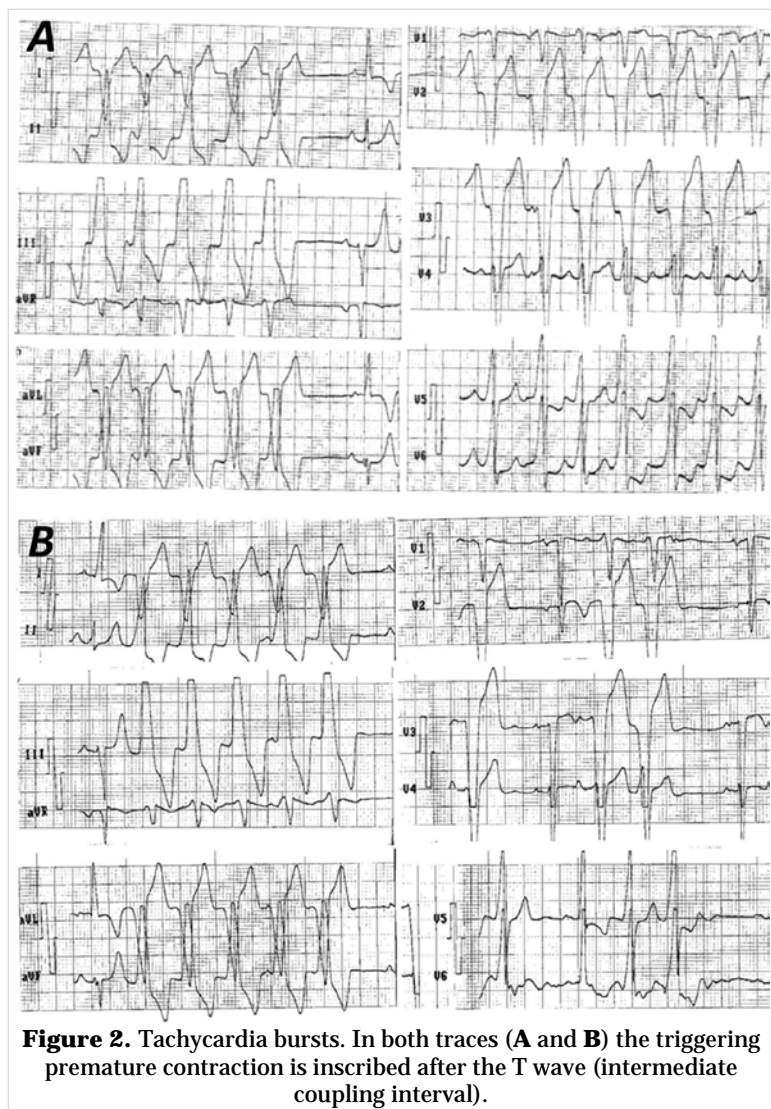 A
I
II
III
aVR
aVL
aVF
V1
V2
V3
V4
V5
V6
B
I
II
III
aVR
aVL
aVF
V1
V2
V3
V4
V5
V6
Figure 2. Tachycardia bursts. In both traces (A and B) the triggering
premature contraction is inscribed after the T wave (intermediate
coupling interval).